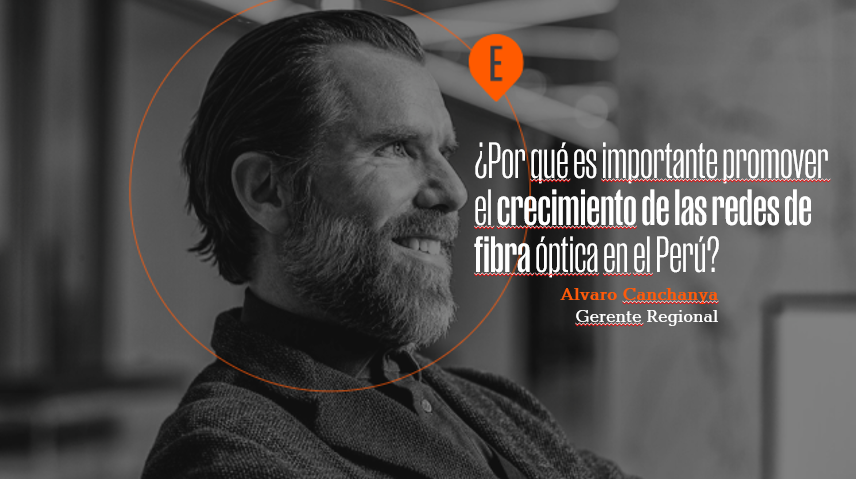 E
¿Por qué es importante promover
el crecimiento de las redes de
fibra óptica en el Perú?
Alvaro Canchanya
Gerente Regional